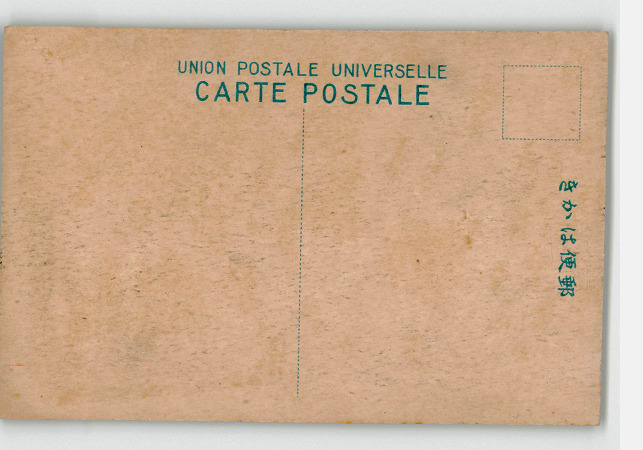 UNION POSTALE UNIVERSELLE
CARTE POSTALE
きかは便郵